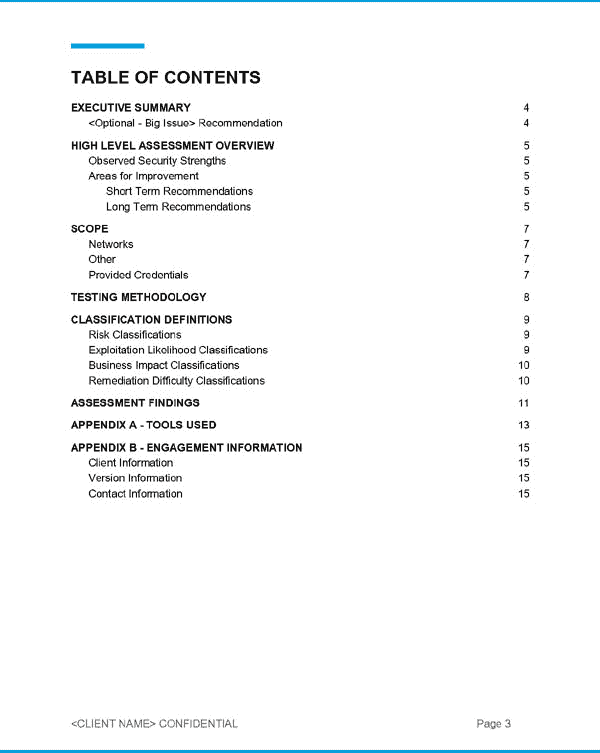 TABLE OF CONTENTS
EXECUTIVE SUMMARY 4
<Optional - Big Issue> Recommendation 4
HIGH LEVEL ASSESSMENT OVERVIEW 5
Observed Security Strengths 5
Areas for Improvement 5
Short Term Recommendations 5
Long Term Recommendations 5
SCOPE 7
Networks 7
Other 7
Provided Credentials 7
TESTING METHODOLOGY 8
CLASSIFICATION DEFINITIONS 9
Risk Classifications 9
Exploitation Likelihood Classifications 9
Business Impact Classifications 10
Remediation Difficulty Classifications 10
ASSESSMENT FINDINGS 11
APPENDIX A - TOOLS USED 13
APPENDIX B - ENGAGEMENT INFORMATION 15
Client Information 15
Version Information 15
Contact Information 15
<CLIENT NAME> CONFIDENTIAL Page 3